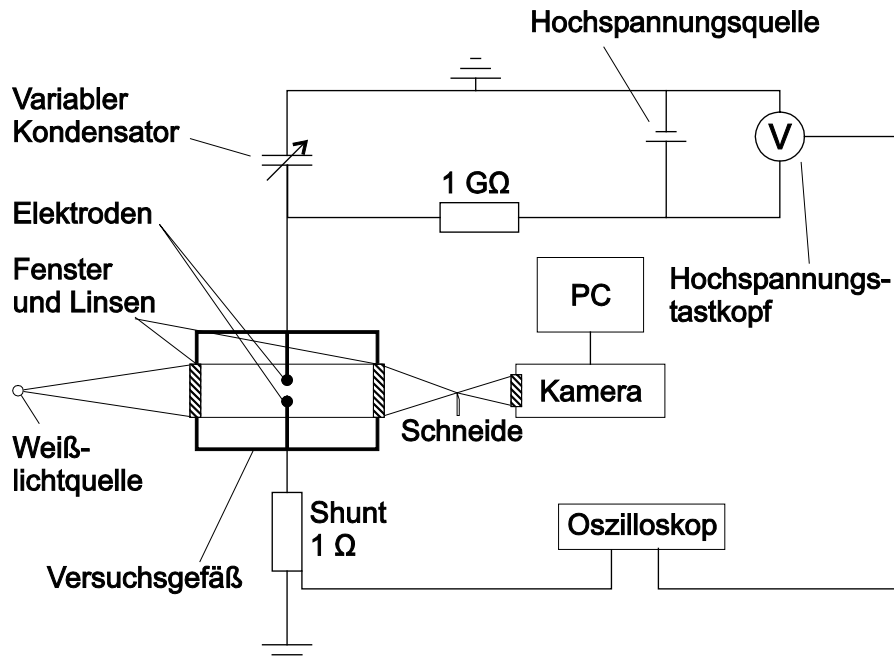 Hochspannungsquelle
Variabler
Kondensator
V
1 GΩ
Elektroden
Fenster
und Linsen
PC
Hochspannungs-
tastkopf
Kamera
Schneide
Weiß-
lichtquelle
Shunt
1 Ω
Oszilloskop
Versuchsgefäß